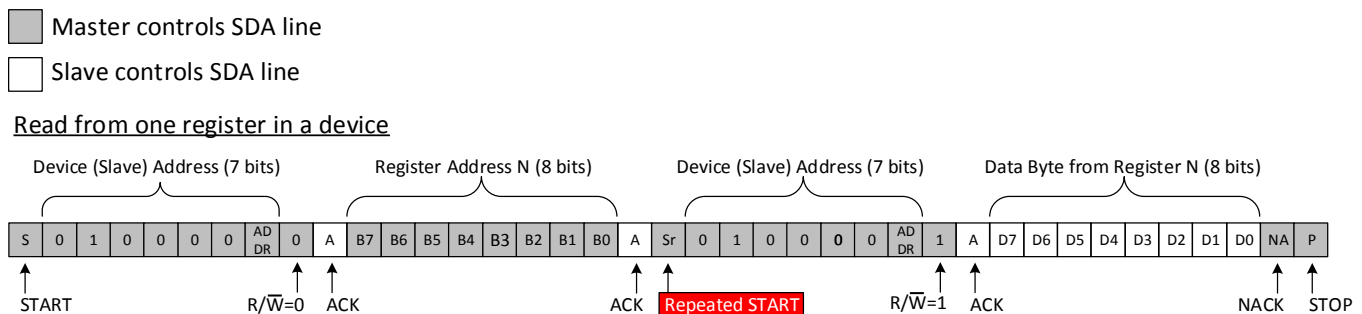 Master controls SDA line
Slave controls SDA line
Read from one register in a device
Device (Slave) Address (7 bits) Register Address N (8 bits) Device (Slave) Address (7 bits) Data Byte from Register N (8 bits)
S 0 1 0 0 0 0 AD DR 0 A B7 B6 B5 B4 B3 B2 B1 B0 A Sr 0 1 0 0 0 0 AD DR 1 A D7 D6 D5 D4 D3 D2 D1 D0 NA P
START R/W̅=0 ACK ACK Repeated START R/W̅=1 ACK NACK STOP